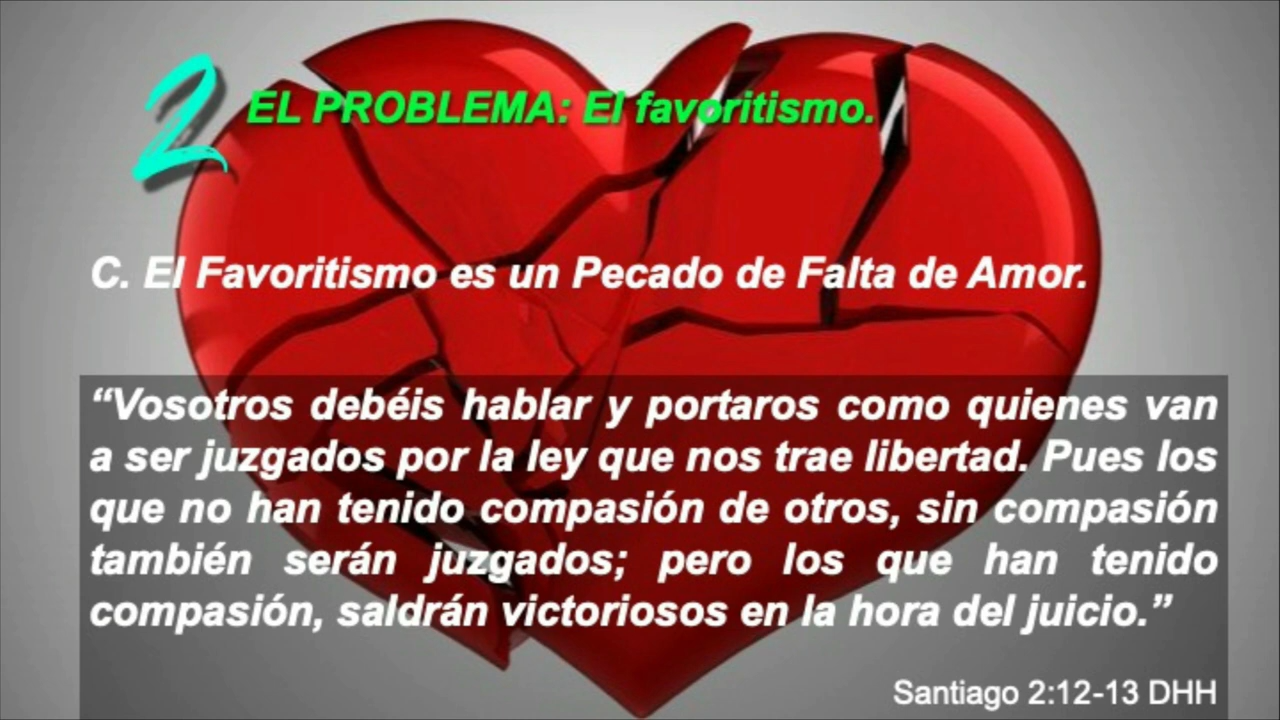 2 EL PROBLEMA: El favoritismo.
C. El Favoritismo es un Pecado de Falta de Amor.
“Vosotros debéis hablar y portaros como quienes van
a ser juzgados por la ley que nos trae libertad. Pues los
que no han tenido compasión de otros, sin compasión
también serán juzgados; pero los que han tenido
compasión, saldrán victoriosos en la hora del juicio.”
Santiago 2:12-13 DHH